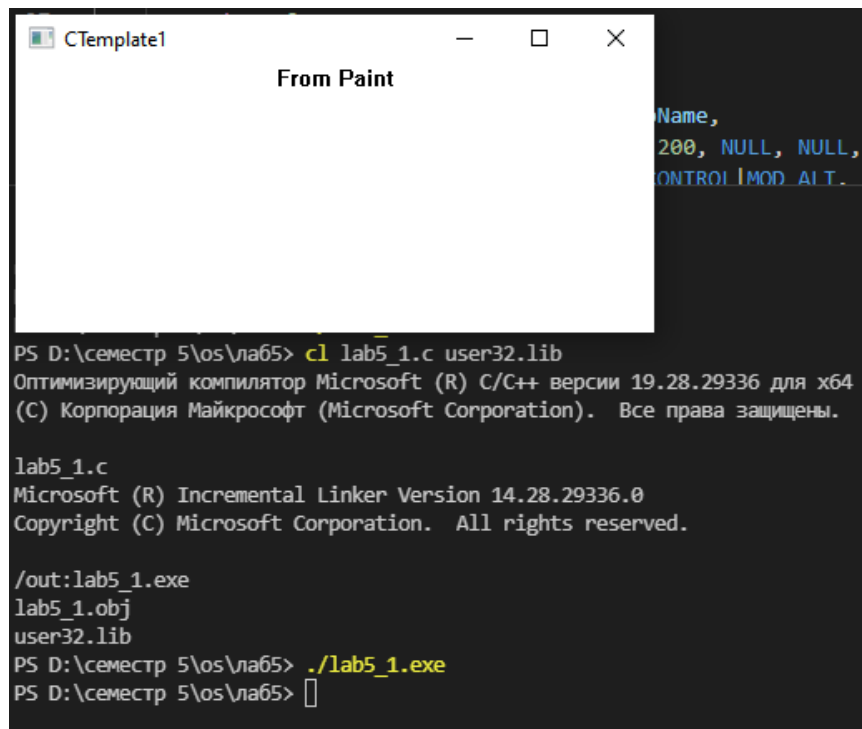 CTemplate1
From Paint
Name,
200, NULL, NULL,
CONTROL|MOD_ALT,
PS D:\семестр 5\os\лаб5> cl lab5_1.c user32.lib
Оптимизирующий компилятор Microsoft (R) C/C++ версии 19.28.29336 для x64
(C) Корпорация Майкрософт (Microsoft Corporation).  Все права защищены.
lab5_1.c
Microsoft (R) Incremental Linker Version 14.28.29336.0
Copyright (C) Microsoft Corporation.  All rights reserved.
/out:lab5_1.exe
lab5_1.obj
user32.lib
PS D:\семестр 5\os\лаб5> ./lab5_1.exe
PS D:\семестр 5\os\лаб5>